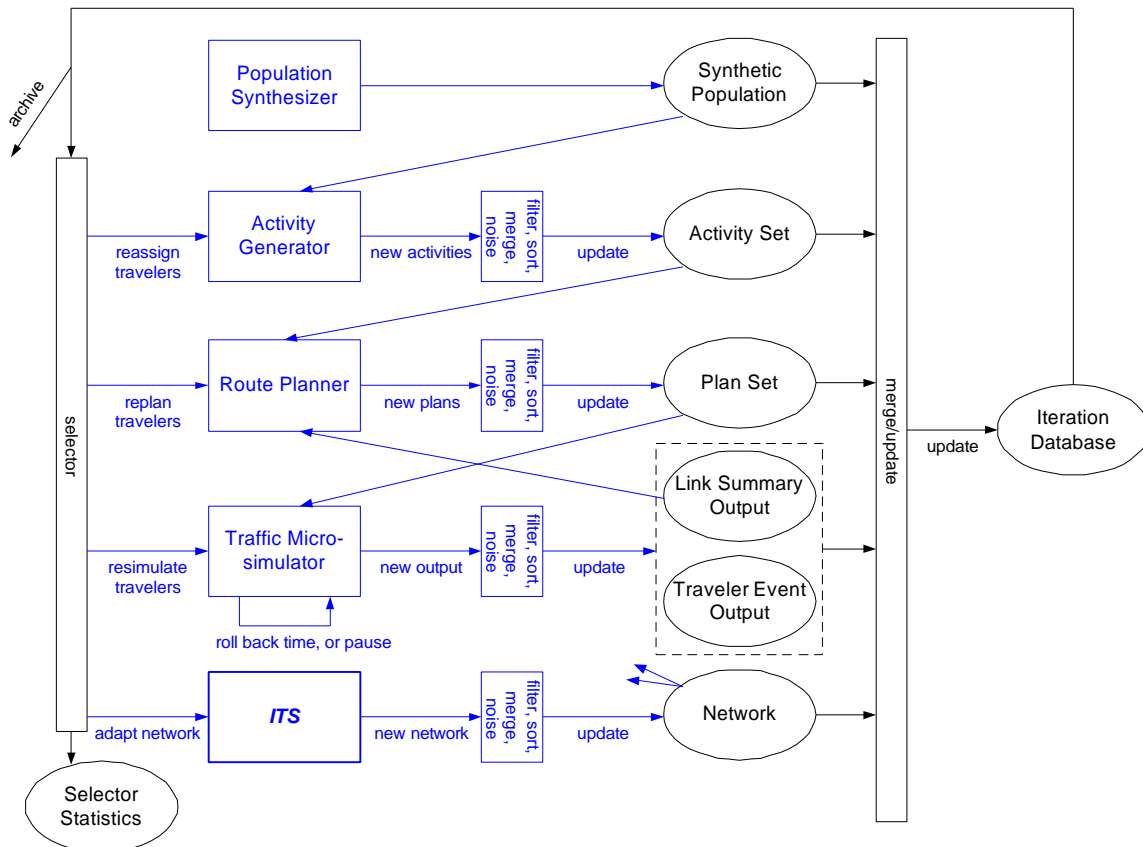 archive
Population
Synthesizer
Synthetic
Population
selector
reassign
travelers
Activity
Generator
new activities
filter, sort,
merge,
noise
update
Activity Set
replan
travelers
Route Planner
new plans
filter, sort,
merge,
noise
update
Plan Set
merge/update
update
Iteration
Database
resimulate
travelers
Traffic Micro-
simulator
roll back time, or pause
new output
filter, sort,
merge,
noise
update
Link Summary
Output
Traveler Event
Output
adapt network
ITS
new network
filter, sort,
merge,
noise
update
Network
Selector
Statistics